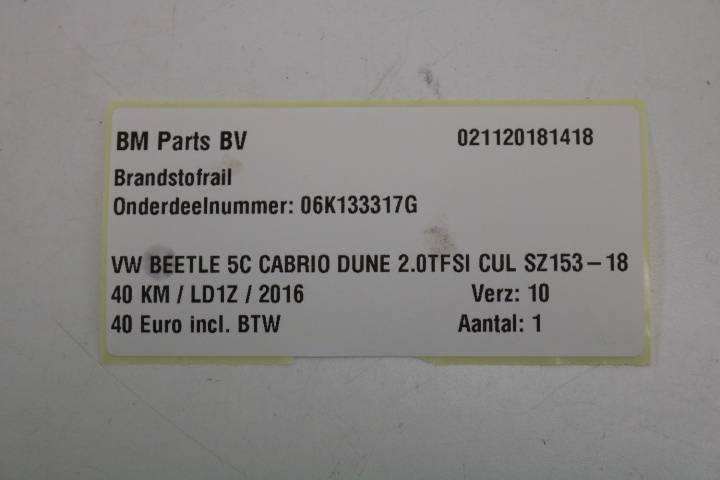 BM Parts BV 021120181418
Brandstofrail
Onderdeelnummer: 06K133317G
VW BEETLE 5C CABRIO DUNE 2.0TFSI CUL SZ153-18
40 KM / LD1Z / 2016 Verz: 10
40 Euro incl. BTW Aantal: 1